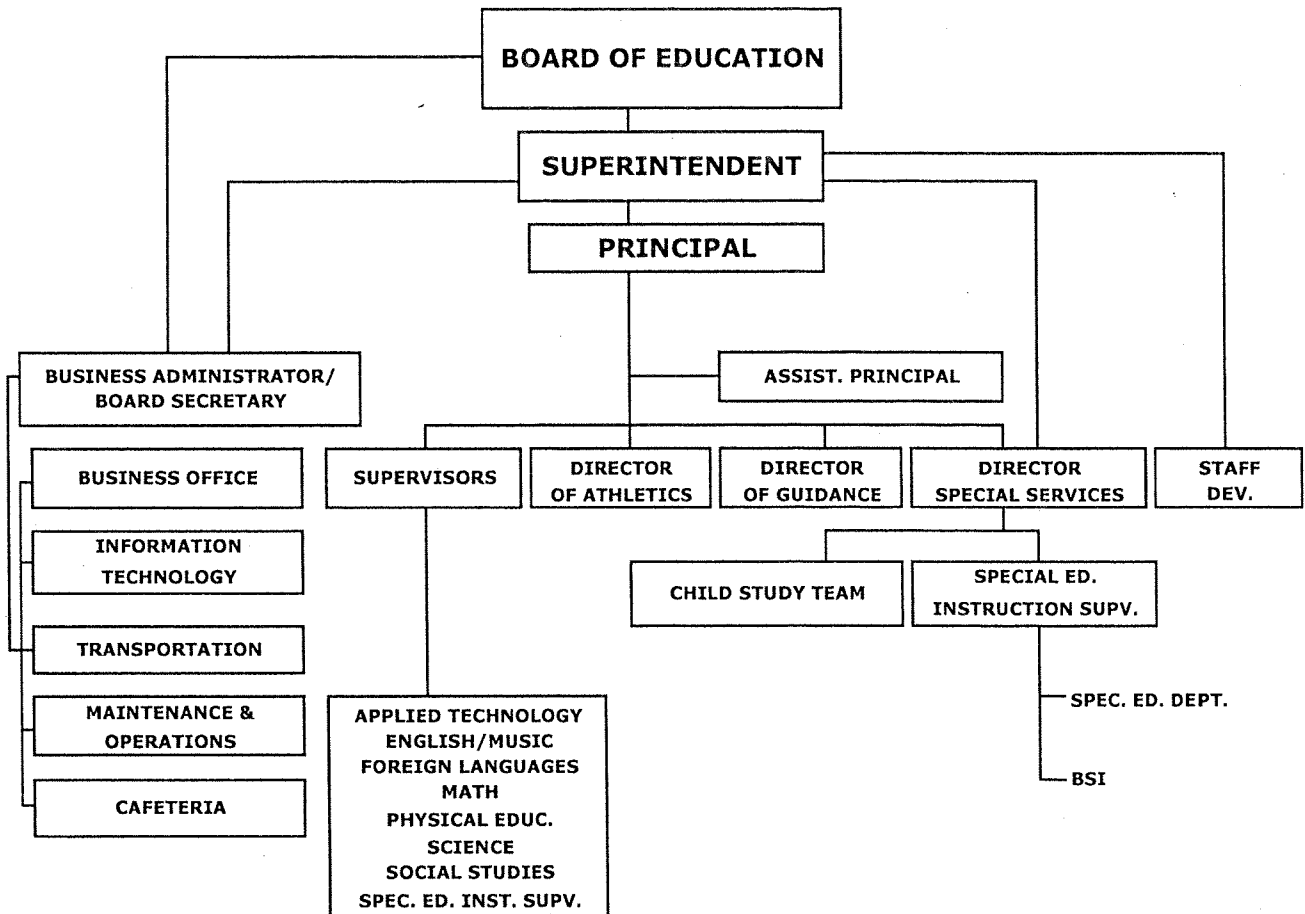 BOARD OF EDUCATION
SUPERINTENDENT
PRINCIPAL
BUSINESS ADMINISTRATOR/
BOARD SECRETARY
ASSIST. PRINCIPAL
BUSINESS OFFICE
SUPERVISORS
DIRECTOR
OF ATHLETICS
DIRECTOR
OF GUIDANCE
DIRECTOR
SPECIAL SERVICES
STAFF
DEV.
INFORMATION
TECHNOLOGY
CHILD STUDY TEAM
SPECIAL ED.
INSTRUCTION SUPV.
TRANSPORTATION
MAINTENANCE &
OPERATIONS
CAFETERIA
APPLIED TECHNOLOGY
ENGLISH/MUSIC
FOREIGN LANGUAGES
MATH
PHYSICAL EDUC.
SCIENCE
SOCIAL STUDIES
SPEC. ED. INST. SUPV.
SPEC. ED. DEPT.
BSI